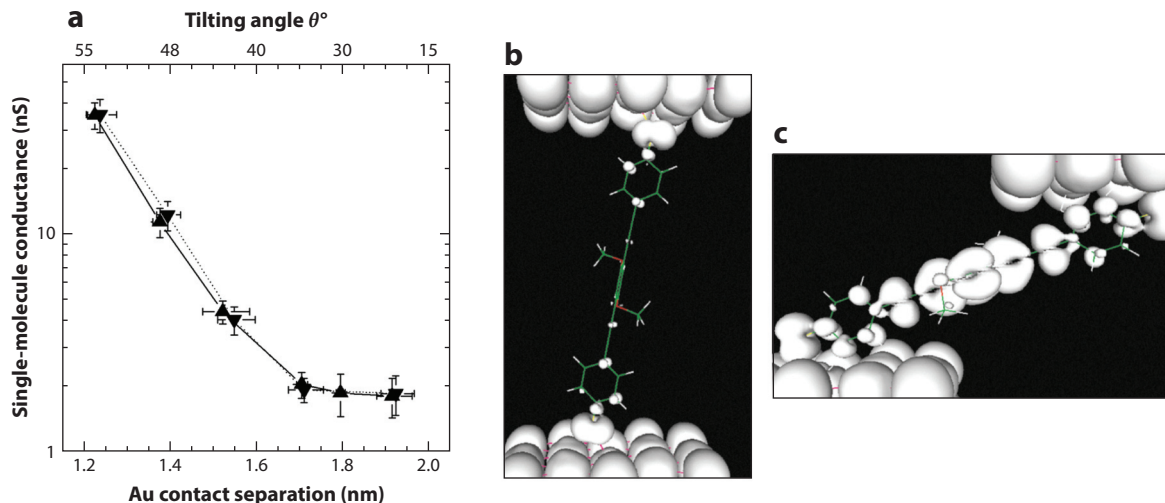 a
Tilting angle θ°
55 48 40 30 15
Single-molecule conductance (nS)
10
1
1.2 1.4 1.6 1.8 2.0
Au contact separation (nm)
b
c